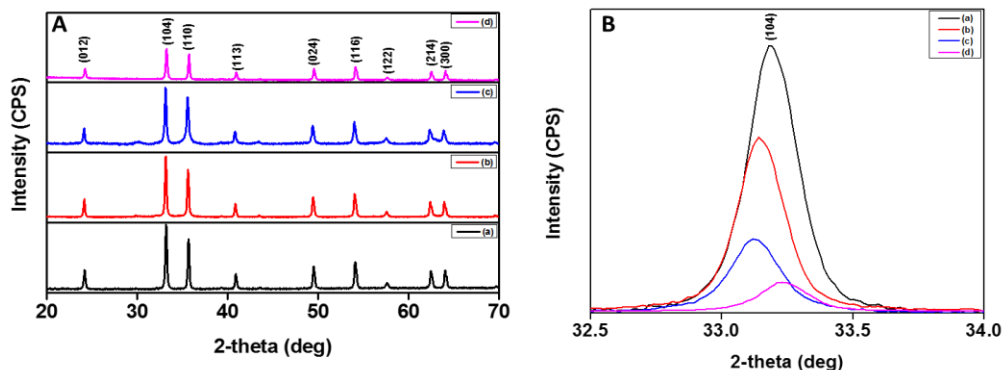 A
(012)
(104)
(110)
(113)
(024)
(116)
(122)
(214)
(300)
(d)
(c)
(b)
(a)
Intensity (CPS)
20 30 40 50 60 70
2-theta (deg)
B
(104)
(a)
(b)
(c)
(d)
Intensity (CPS)
32.5 33.0 33.5 34.0
2-theta (deg)